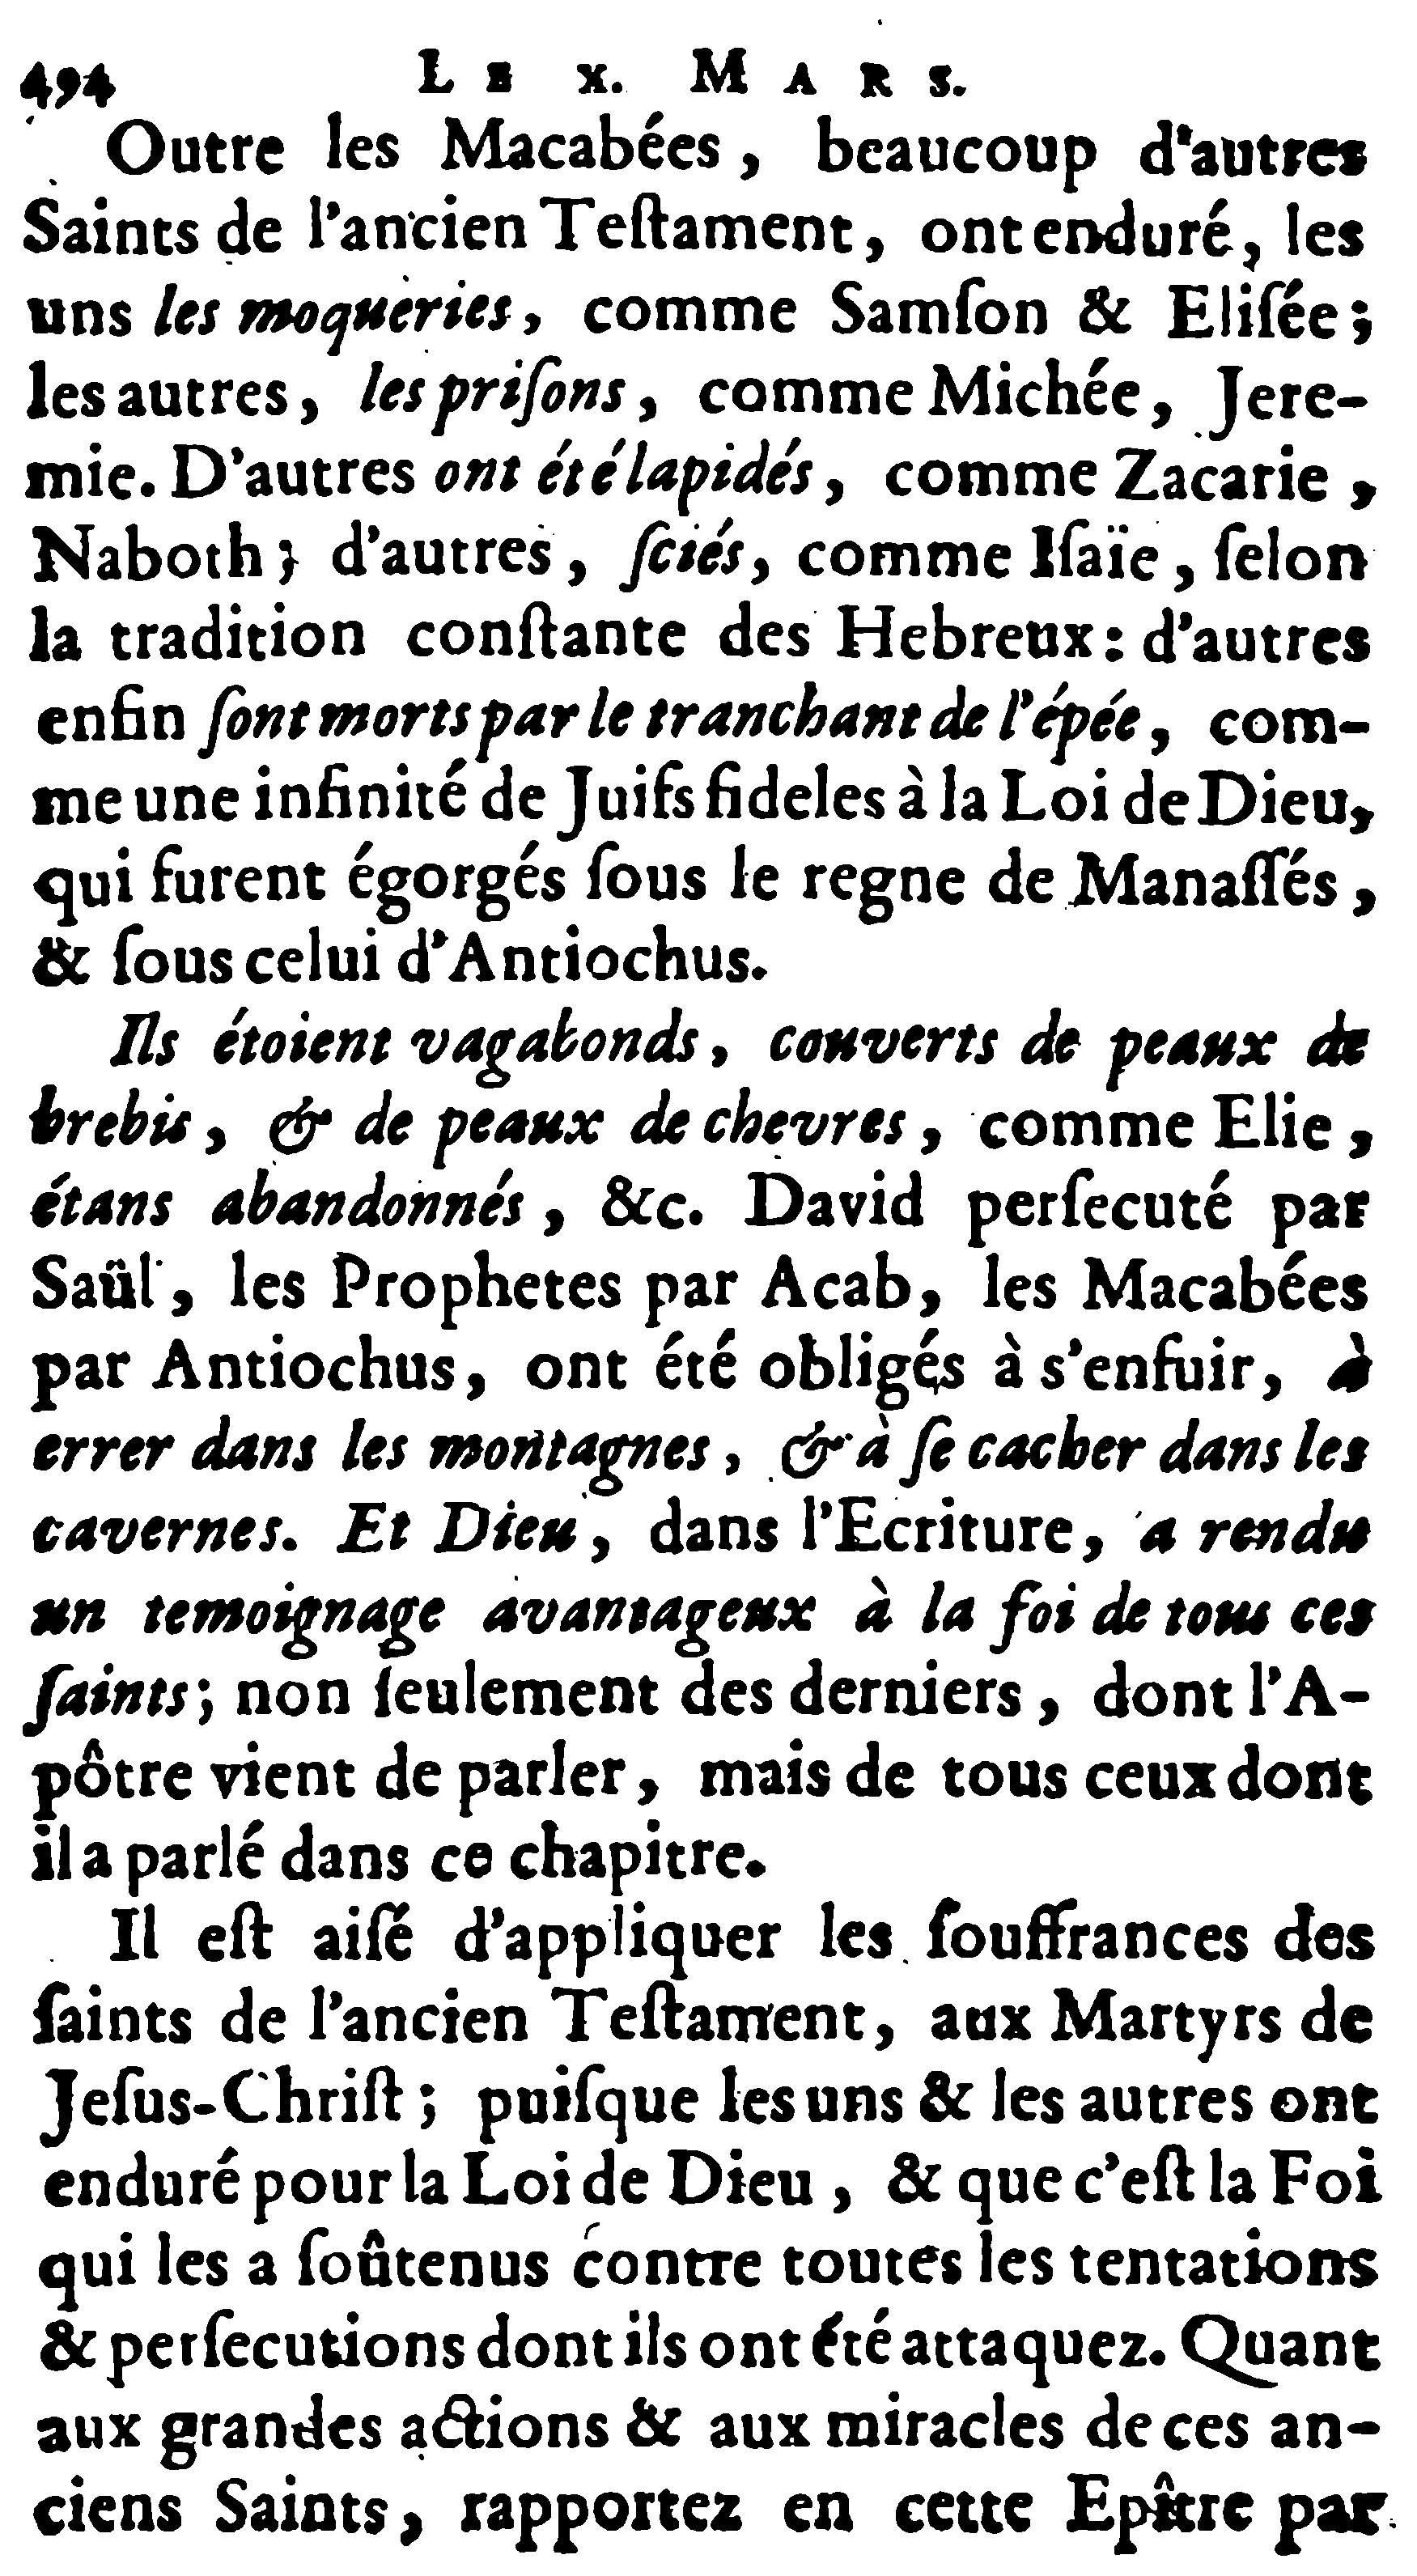 494 LE X. MARS.
Outre les Macabées, beaucoup d'autres
Saints de l'ancien Teſtament, ont enduré, les
uns les moqueries, comme Samſon & Eliſée;
les autres, les priſons, comme Michée, Jere-
mie. D'autres ont été lapidés, comme Zacarie,
Naboth; d'autres, ſciés, comme Iſaïe, ſelon
la tradition conſtante des Hebreux: d'autres
enfin ſont morts par le tranchant de l'épée, com-
me une infinité de Juifs fideles à la Loi de Dieu,
qui furent égorgés ſous le regne de Manaſſés,
& ſous celui d'Antiochus.
Ils étoient vagabonds, couverts de peaux de
brebis, & de peaux de chevres, comme Elie,
étans abandonnés, &c. David perſecuté par
Saül, les Prophetes par Acab, les Macabées
par Antiochus, ont été obligés à s'enfuir, à
errer dans les montagnes, & à ſe cacher dans les
cavernes. Et Dieu, dans l'Ecriture, a rendu
un temoignage avantageux à la foi de tous ces
ſaints; non ſeulement des derniers, dont l'A-
pôtre vient de parler, mais de tous ceux dont
il a parlé dans ce chapitre.
Il eſt aiſé d'appliquer les ſouffrances des
ſaints de l'ancien Teſtament, aux Martyrs de
Jeſus-Chriſt; puiſque les uns & les autres ont
enduré pour la Loi de Dieu, & que c'eſt la Foi
qui les a ſoûtenus contre toutes les tentations
& perſecutions dont ils ont été attaquez. Quant
aux grandes actions & aux miracles de ces an-
ciens Saints, rapportez en cette Epître par